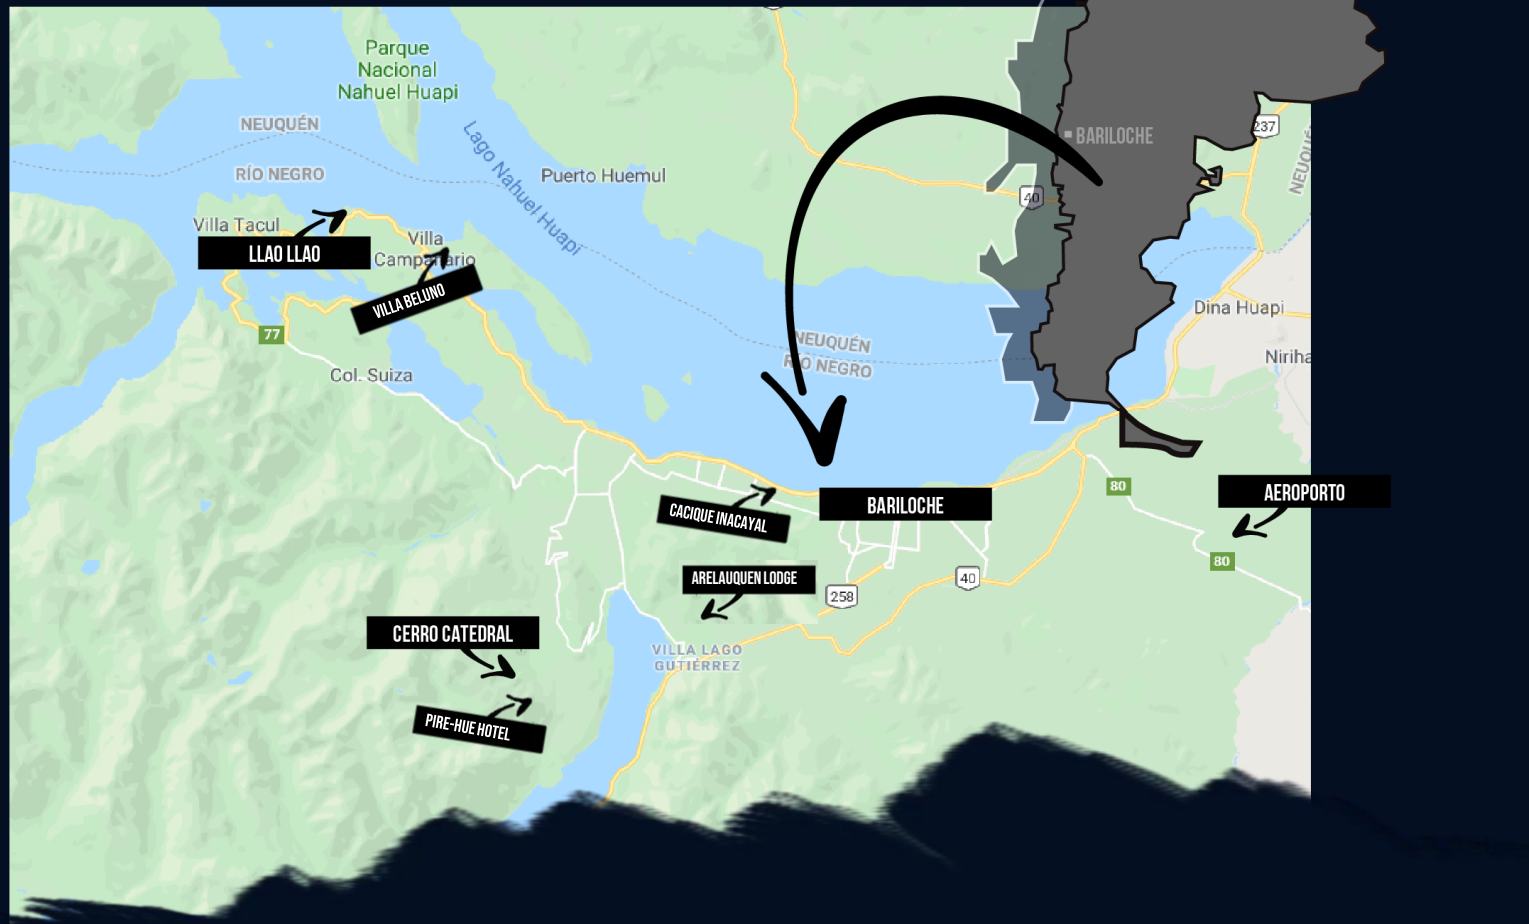 Parque
Nacional
Nahuel Huapi
NEUQUÉN
RÍO NEGRO
Lago Nahuel Huapi
Puerto Huemul
BARILOCHE
237
NEUQUÉN
40
Villa Tacul
LLAO LLAO
Villa
Campanario
VILLA BELUNO
77
Col. Suiza
NEUQUÉN
RÍO NEGRO
Dina Huapi
Niriha
80
AEROPORTO
BARILOCHE
CACIQUE INACAYAL
80
ARELAUQUEN LODGE
258
40
CERRO CATEDRAL
VILLA LAGO
GUTIÉRREZ
PIRE-HUE HOTEL